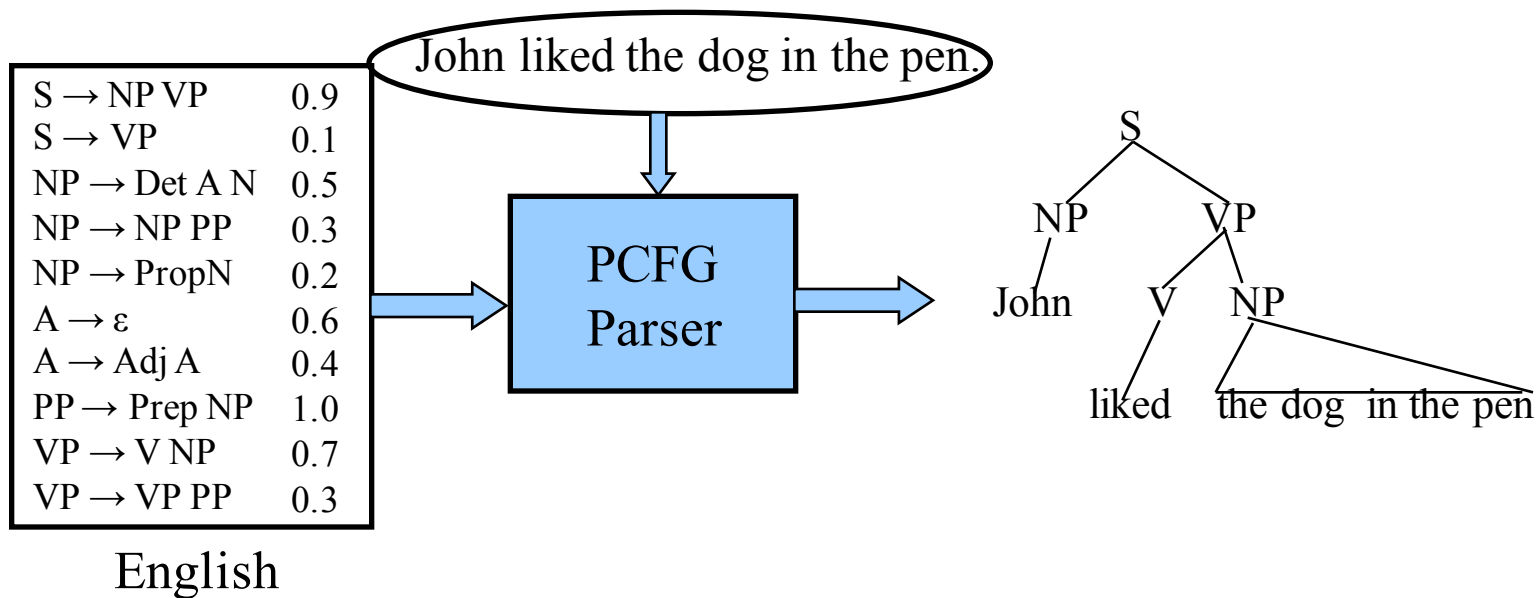 John liked the dog in the pen.
S → NP VP 0.9
S → VP 0.1
NP → Det A N 0.5
NP → NP PP 0.3
NP → PropN 0.2
A → ε 0.6
A → Adj A 0.4
PP → Prep NP 1.0
VP → V NP 0.7
VP → VP PP 0.3
English
PCFG
Parser
S
NP VP
John V NP
liked the dog in the pen